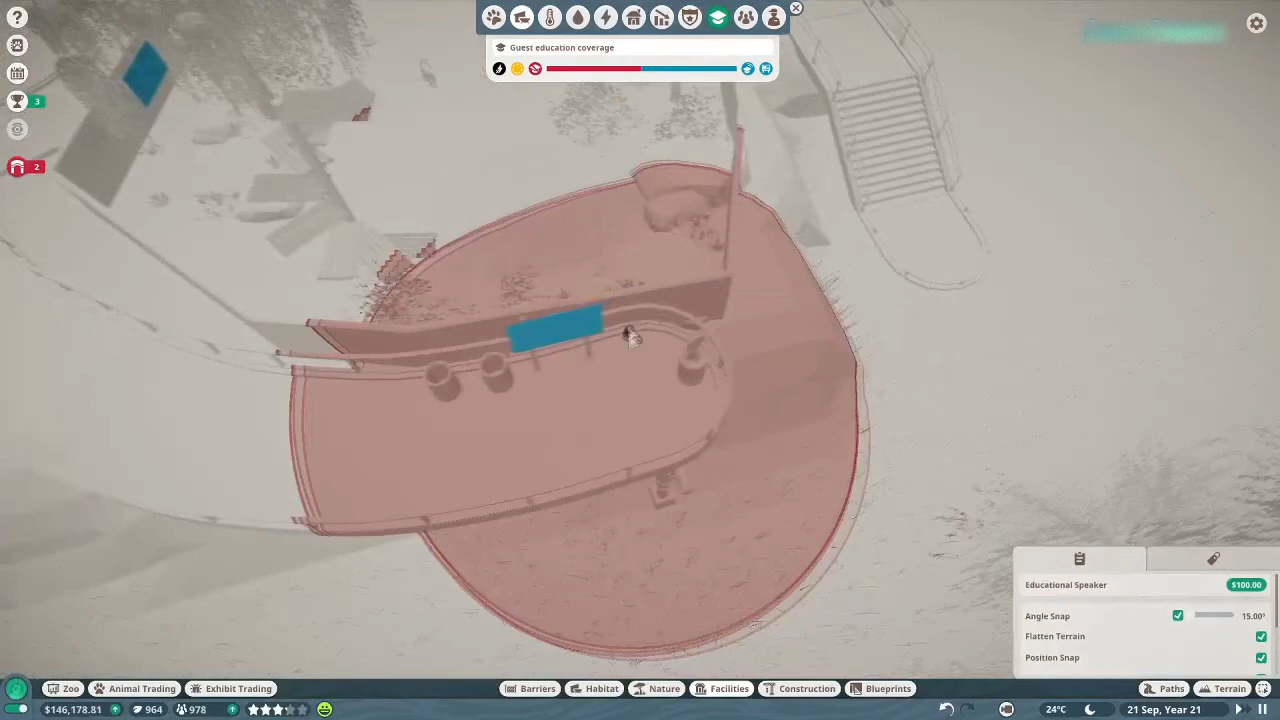 ?
Guest education coverage
3
2
Educational Speaker
$100.00
Angle Snap
15.00°
Flatten Terrain
Position Snap
Zoo
Animal Trading
Exhibit Trading
Barriers
Habitat
Nature
Facilities
Construction
Blueprints
Paths
Terrain
$146,178.81
964
978
24°C
21 Sep, Year 21